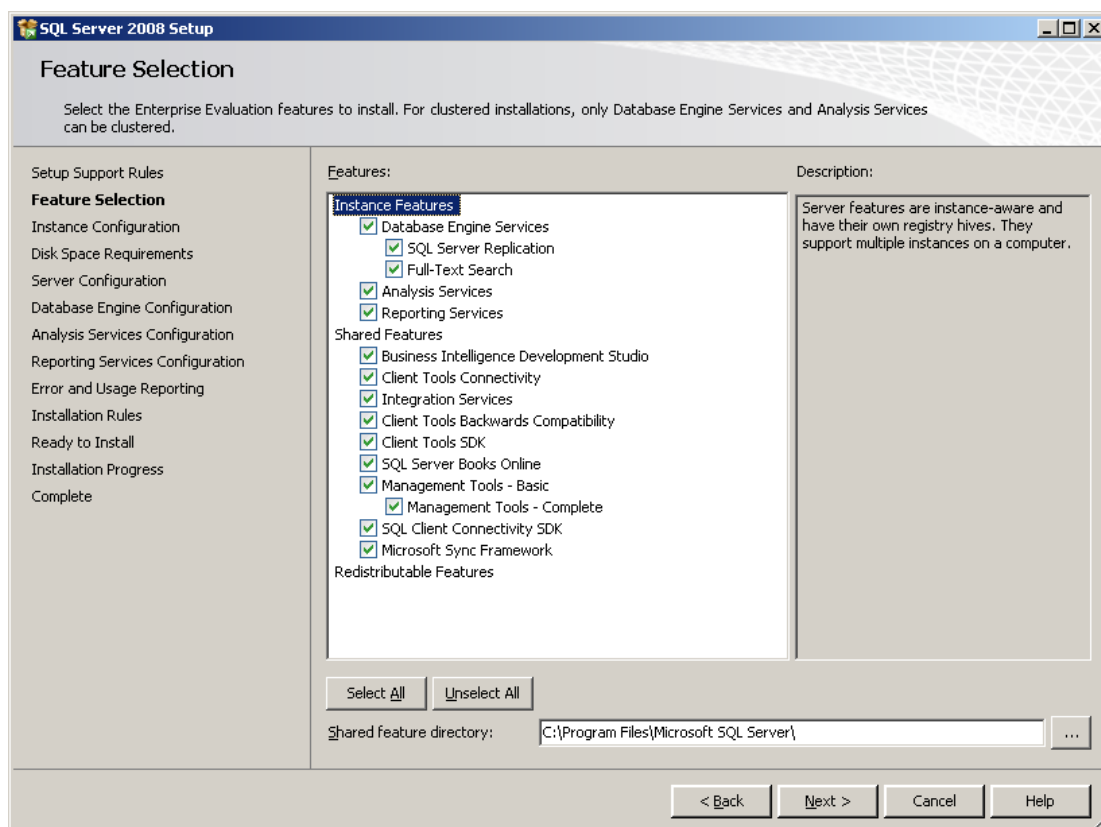 SQL Server 2008 Setup
Feature Selection
Select the Enterprise Evaluation features to install. For clustered installations, only Database Engine Services and Analysis Services
can be clustered.
Setup Support Rules
Feature Selection
Instance Configuration
Disk Space Requirements
Server Configuration
Database Engine Configuration
Analysis Services Configuration
Reporting Services Configuration
Error and Usage Reporting
Installation Rules
Ready to Install
Installation Progress
Complete
Features:
Instance Features
Database Engine Services
SQL Server Replication
Full-Text Search
Analysis Services
Reporting Services
Shared Features
Business Intelligence Development Studio
Client Tools Connectivity
Integration Services
Client Tools Backwards Compatibility
Client Tools SDK
SQL Server Books Online
Management Tools - Basic
Management Tools - Complete
SQL Client Connectivity SDK
Microsoft Sync Framework
Redistributable Features
Description:
Server features are instance-aware and
have their own registry hives. They
support multiple instances on a computer.
Select All
Unselect All
Shared feature directory:
C:\Program Files\Microsoft SQL Server\
...
< Back
Next >
Cancel
Help